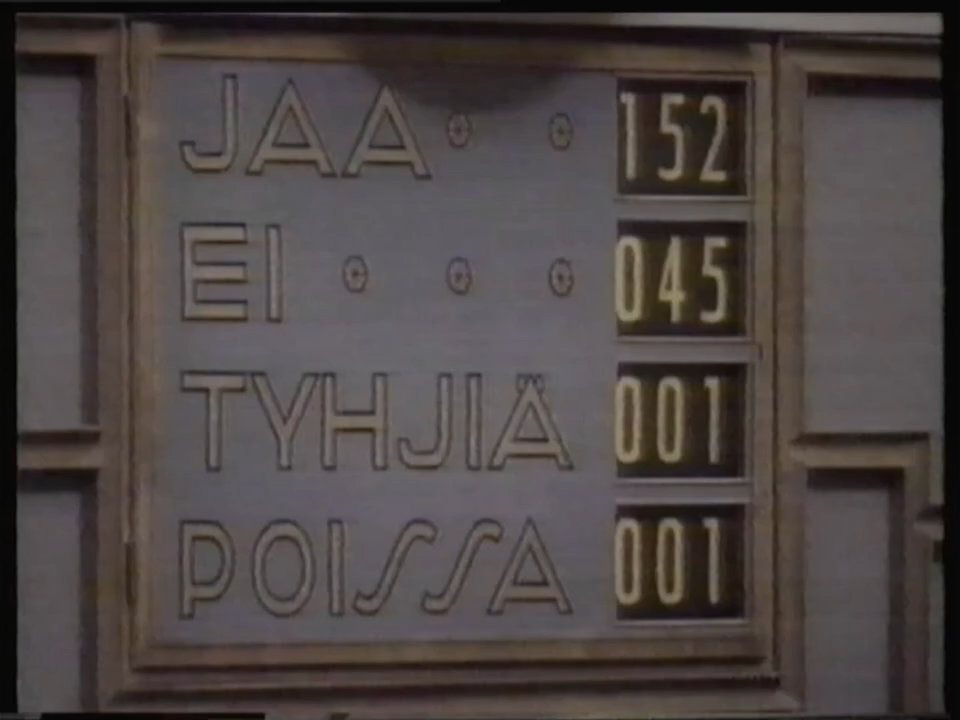 JAA · · 152
EI · · · 045
TYHJIÄ 001
POISSA 001